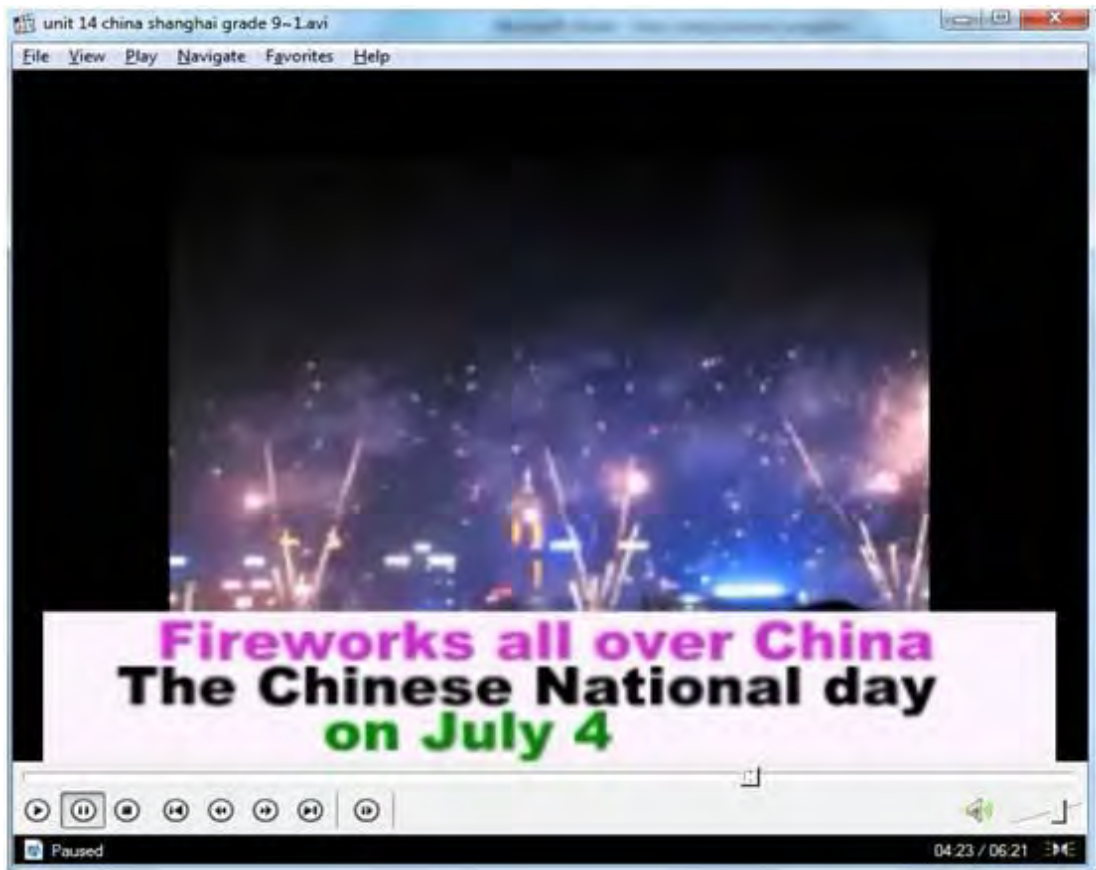 unit 14 china shanghai grade 9~1.avi
File View Play Navigate Favorites Help
Fireworks all over China
The Chinese National day
on July 4
Paused
04:23 / 06:21